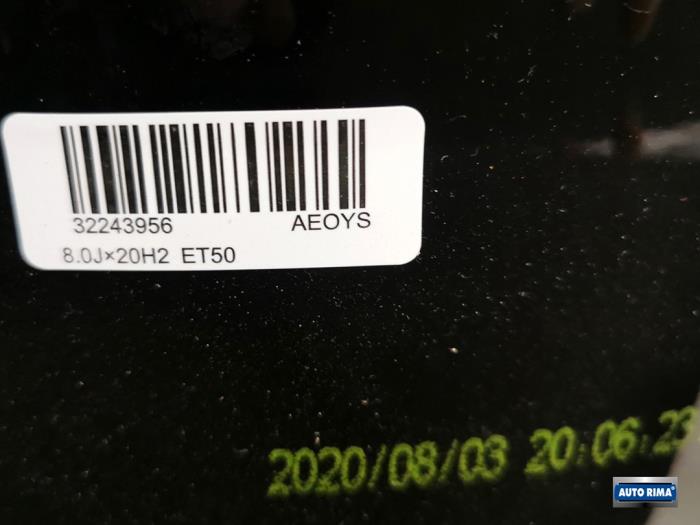 32243956 AEOYS
8.0J×20H2 ET50
2020/08/03 20:06:23
AUTO RIMA